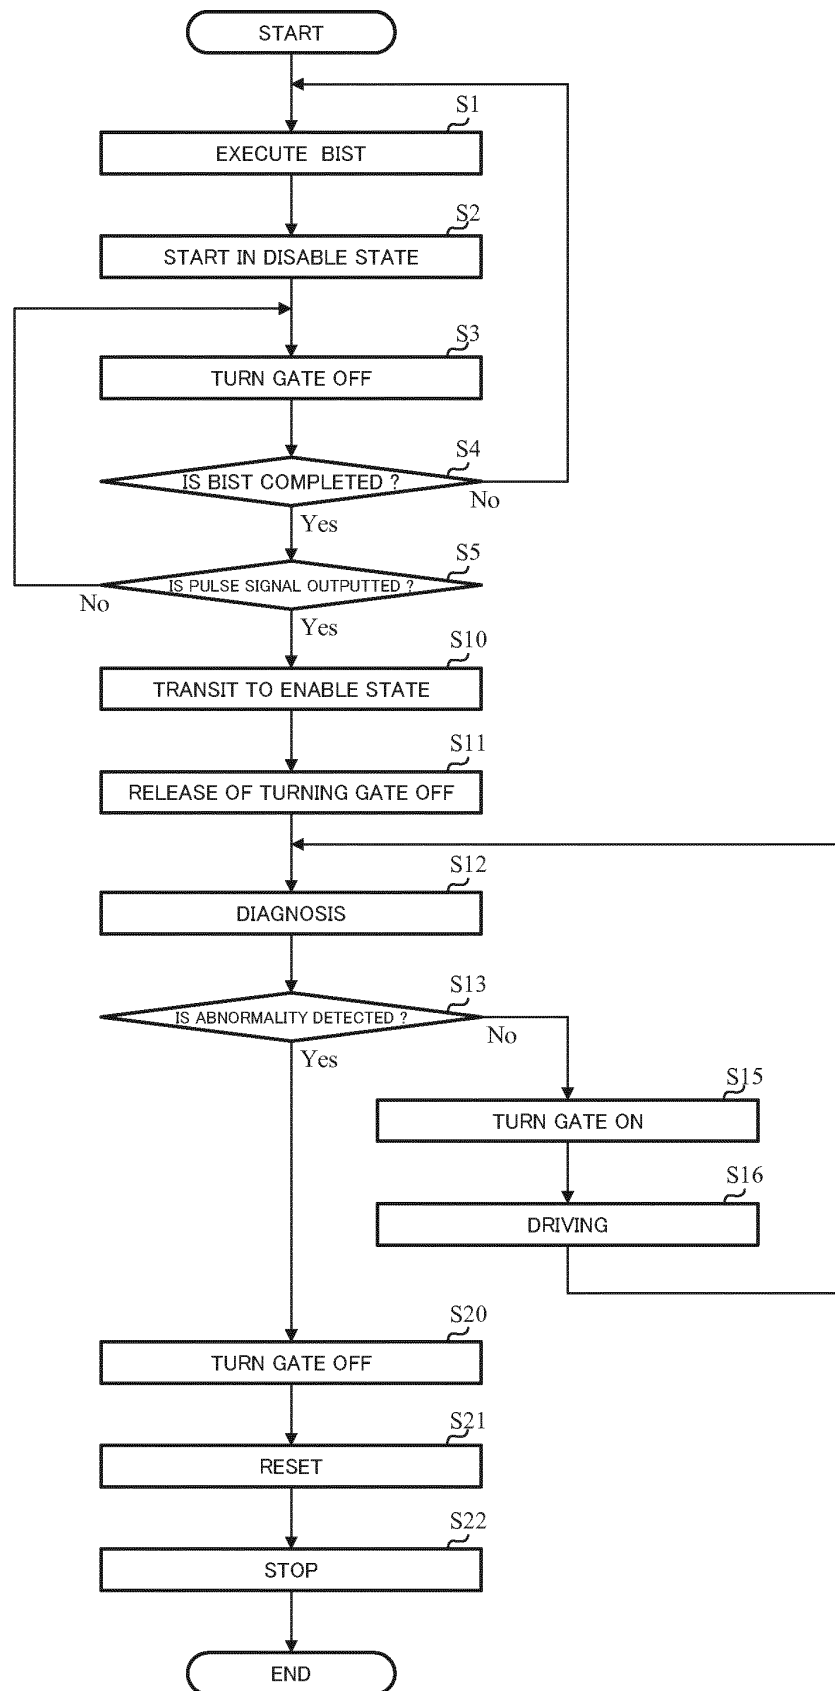 START
S1
EXECUTE BIST
S2
START IN DISABLE STATE
S3
TURN GATE OFF
S4
IS BIST COMPLETED ?
No
Yes
S5
IS PULSE SIGNAL OUTPUTTED ?
No
Yes
S10
TRANSIT TO ENABLE STATE
S11
RELEASE OF TURNING GATE OFF
S12
DIAGNOSIS
S13
IS ABNORMALITY DETECTED ?
No
Yes
S15
TURN GATE ON
S16
DRIVING
S20
TURN GATE OFF
S21
RESET
S22
STOP
END